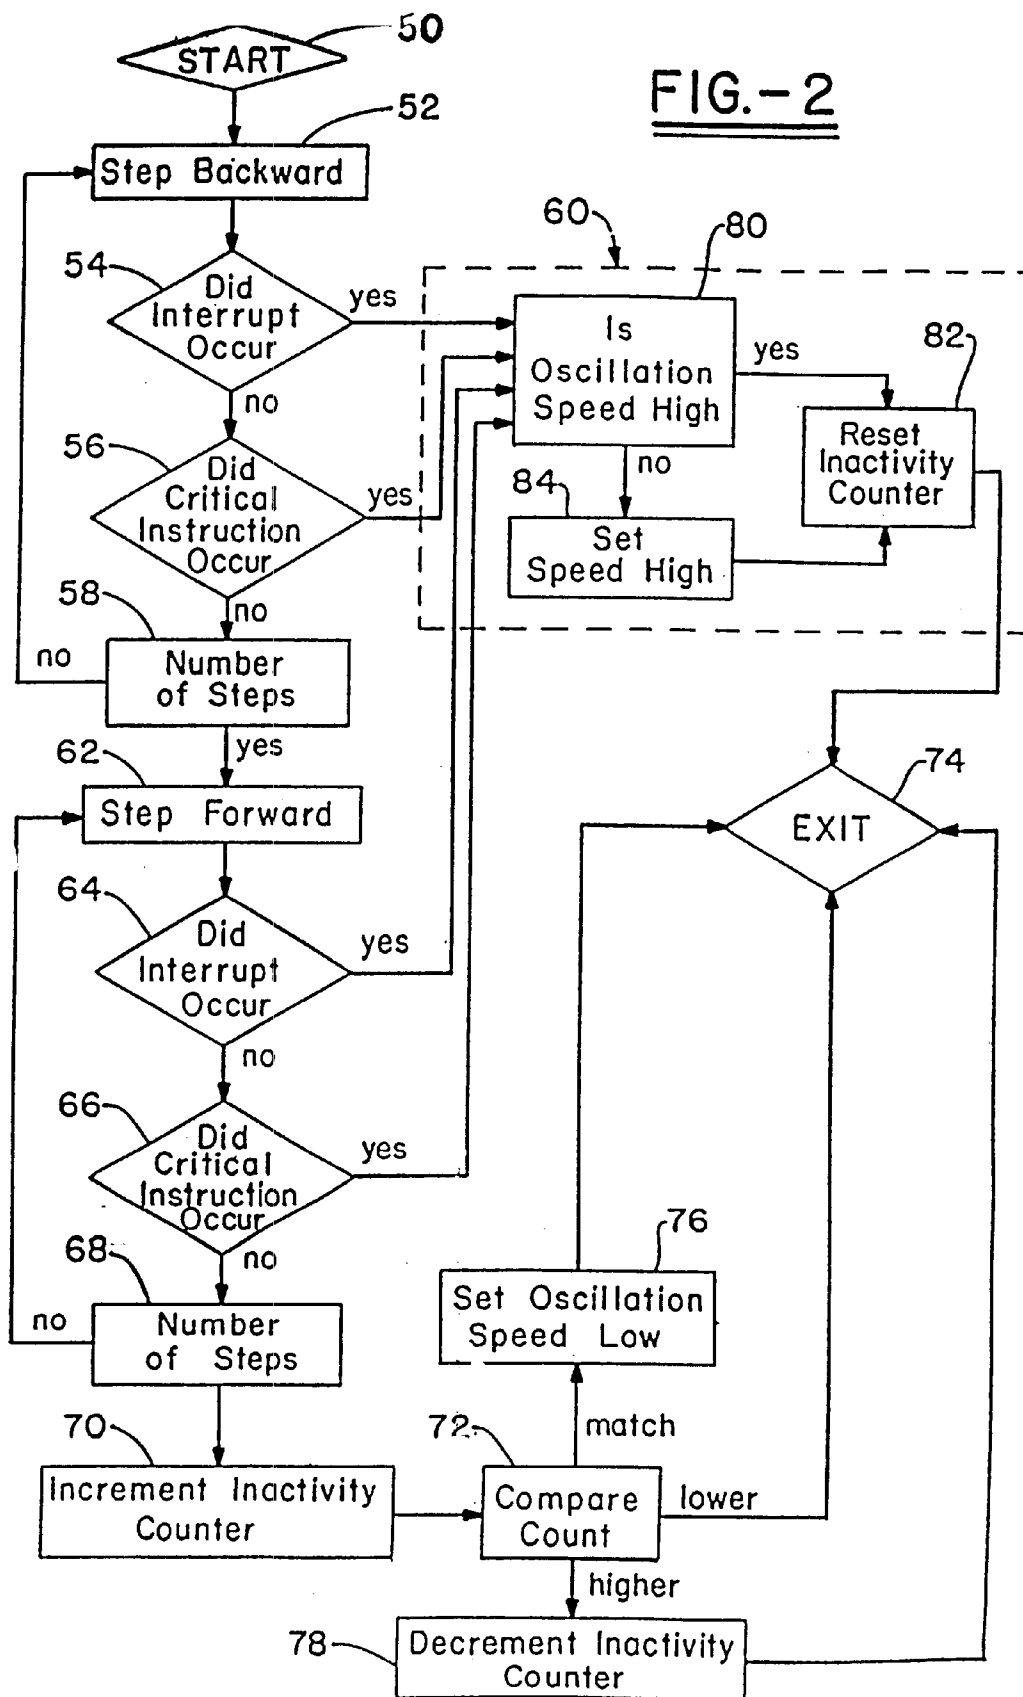 50
START
FIG.-2
52
Step Backward
60
80
54
Did
Interrupt
Occur
yes
Is
Oscillation
Speed High
yes
82
no
Reset
Inactivity
Counter
56
Did
Critical
Instruction
Occur
yes
no
84
Set
Speed High
58
no
no
Number
of Steps
yes
62
Step Forward
74
EXIT
64
Did
Interrupt
Occur
yes
no
66
Did
Critical
Instruction
Occur
yes
no
68
no
Number
of Steps
76
Set Oscillation
Speed Low
70
72
match
Increment Inactivity
Counter
Compare
Count
lower
higher
78
Decrement Inactivity
Counter